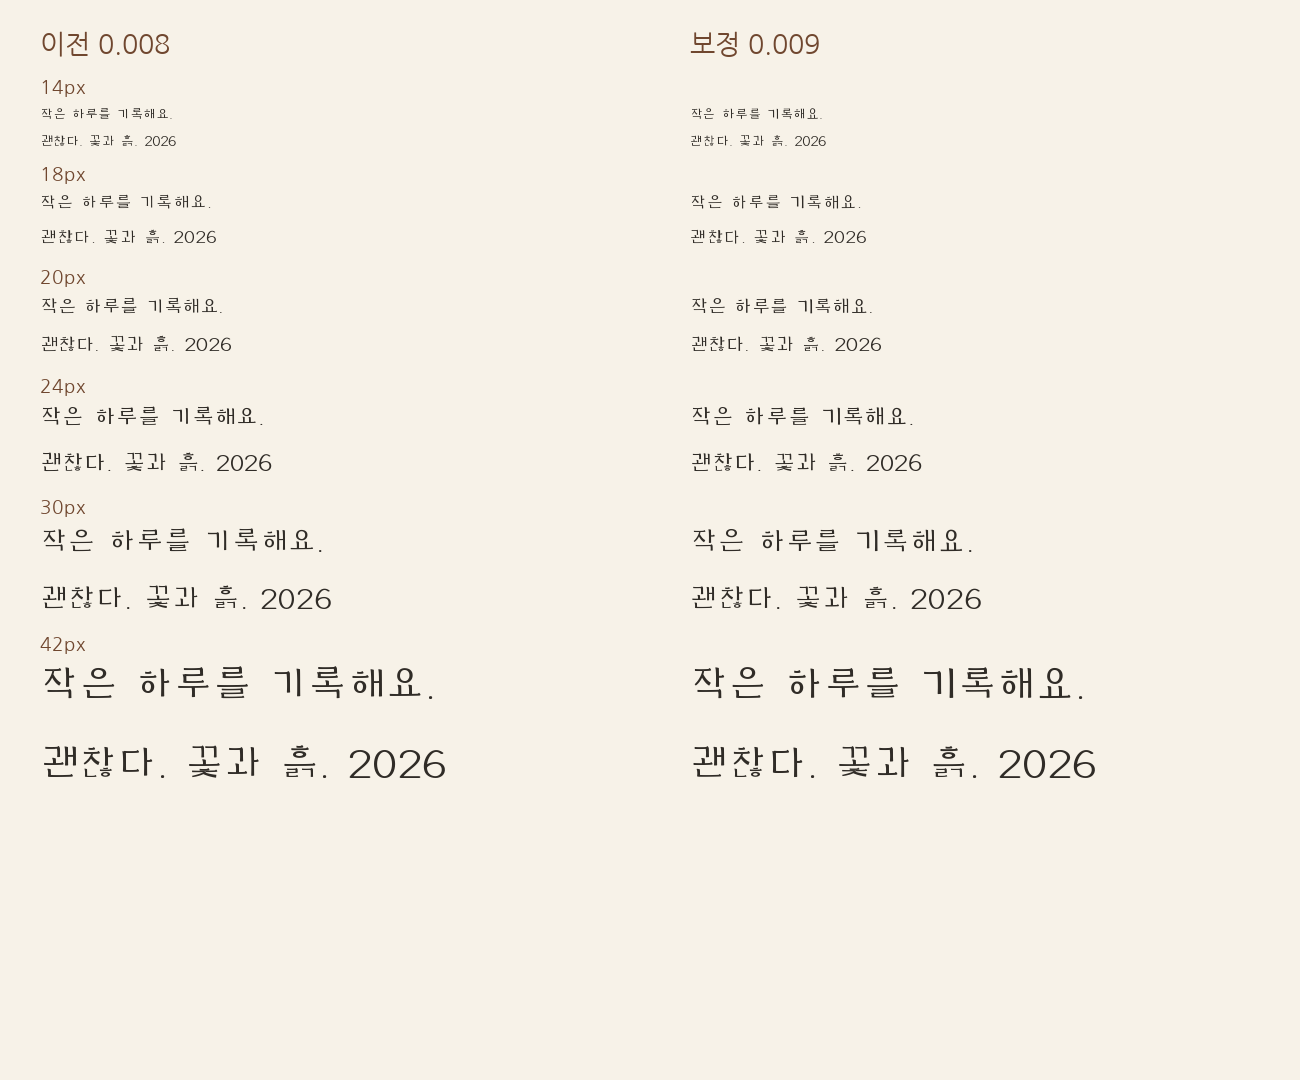 이전 0.008
14px
작은 하루를 기록해요.
괜찮다. 꽃과 흙. 2026
18px
작은 하루를 기록해요.
괜찮다. 꽃과 흙. 2026
20px
작은 하루를 기록해요.
괜찮다. 꽃과 흙. 2026
24px
작은 하루를 기록해요.
괜찮다. 꽃과 흙. 2026
30px
작은 하루를 기록해요.
괜찮다. 꽃과 흙. 2026
42px
작은 하루를 기록해요.
괜찮다. 꽃과 흙. 2026
보정 0.009
작은 하루를 기록해요.
괜찮다. 꽃과 흙. 2026
작은 하루를 기록해요.
괜찮다. 꽃과 흙. 2026
작은 하루를 기록해요.
괜찮다. 꽃과 흙. 2026
작은 하루를 기록해요.
괜찮다. 꽃과 흙. 2026
작은 하루를 기록해요.
괜찮다. 꽃과 흙. 2026
작은 하루를 기록해요.
괜찮다. 꽃과 흙. 2026